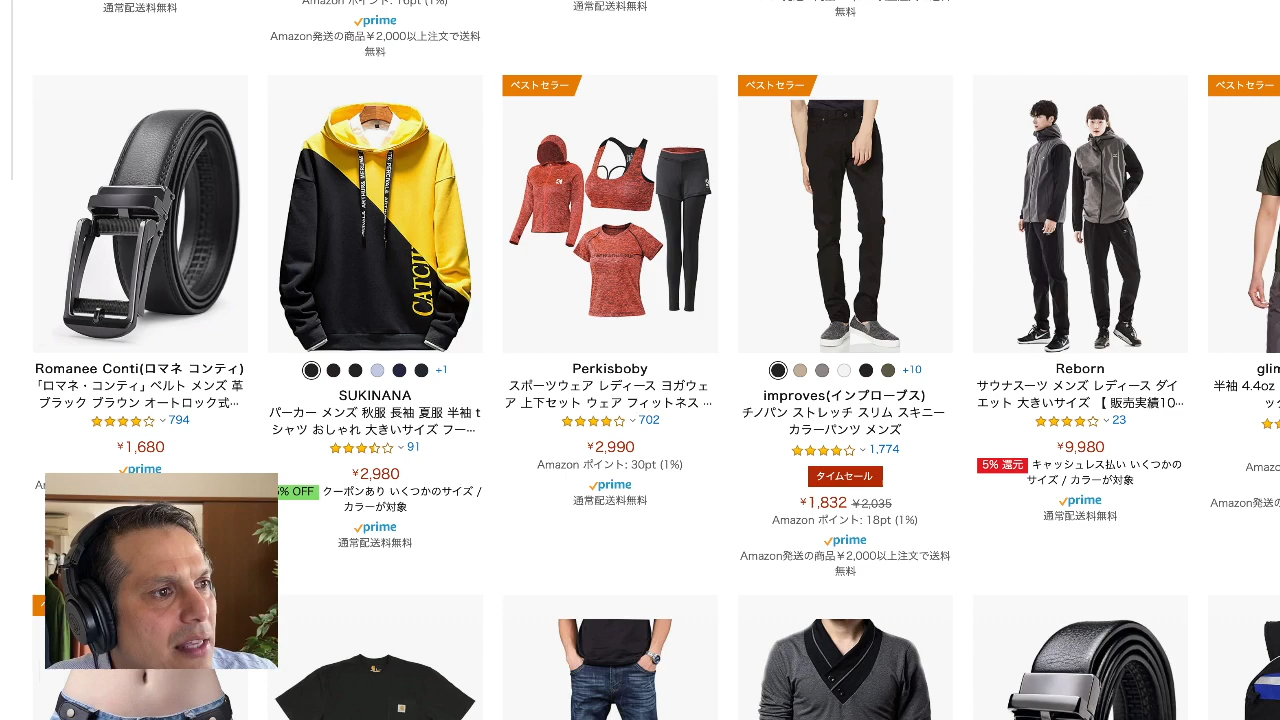 通常配送料無料
Amazon ポイント: 16pt (1%)
prime
Amazon発送の商品￥2,000以上注文で送料
無料
通常配送料無料
無料
ベストセラー
ベストセラー
ベストセラー
CATCH
Romanee Conti(ロマネ コンティ)
「ロマネ・コンティ」 ベルト メンズ 革
ブラック ブラウン オートロック式…
794
￥1,680
prime
+1
SUKINANA
パーカー メンズ 秋服 長袖 夏服 半袖 t
シャツ おしゃれ 大きいサイズ フー…
91
￥2,980
5% OFF クーポンあり いくつかのサイズ /
カラーが対象
prime
通常配送料無料
Perkisboby
スポーツウェア レディース ヨガウェ
ア 上下セット ウェア フィットネス …
702
￥2,990
Amazon ポイント: 30pt (1%)
prime
通常配送料無料
+10
improves(インプローブス)
チノパン ストレッチ スリム スキニー
カラーパンツ メンズ
1,774
タイムセール
￥1,832 ￥2,035
Amazon ポイント: 18pt (1%)
prime
Amazon発送の商品￥2,000以上注文で送料
無料
Reborn
サウナスーツ メンズ レディース ダイ
エット 大きいサイズ 【 販売実績10…
23
￥9,980
5% 還元 キャッシュレス払い いくつかの
サイズ / カラーが対象
prime
通常配送料無料
glim
半袖 4.4oz
ッグ
Amazo
Amazon発送の